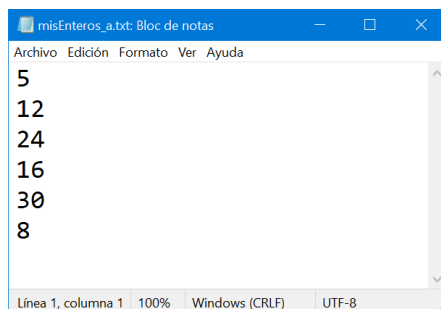 misEnteros_a.txt: Bloc de notas
Archivo Edición Formato Ver Ayuda
5
12
24
16
30
8
Línea 1, columna 1 100% Windows (CRLF) UTF-8